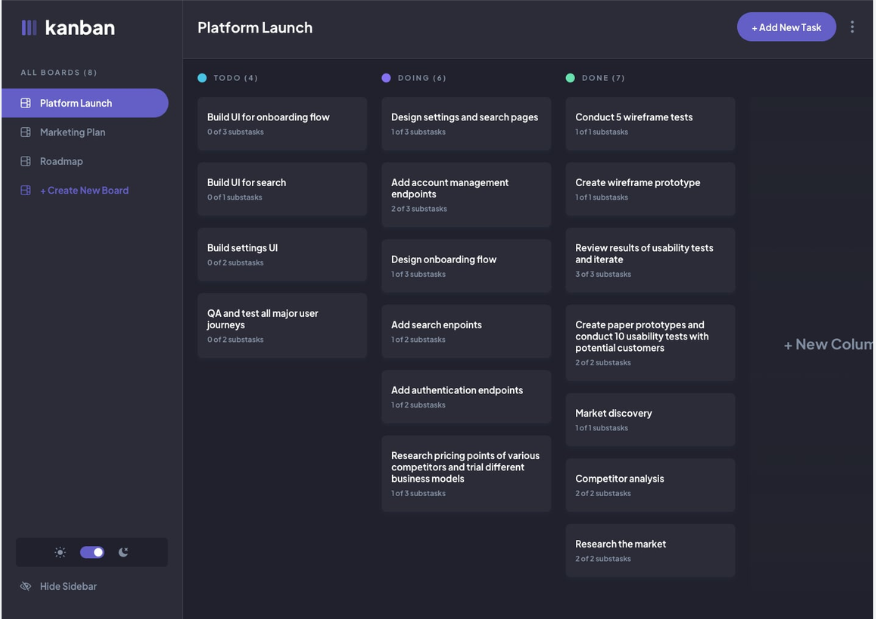 kanban
Platform Launch
+ Add New Task
ALL BOARDS (8)
Platform Launch
Marketing Plan
Roadmap
+ Create New Board
Hide Sidebar
TODO (4)
Build UI for onboarding flow
0 of 3 substasks
Build UI for search
0 of 1 substasks
Build settings UI
0 of 2 substasks
QA and test all major user
journeys
0 of 2 substasks
DOING (6)
Design settings and search pages
1 of 3 substasks
Add account management
endpoints
2 of 3 substasks
Design onboarding flow
1 of 3 substasks
Add search enpoints
1 of 2 substasks
Add authentication endpoints
1 of 2 substasks
Research pricing points of various
competitors and trial different
business models
1 of 3 substasks
DONE (7)
Conduct 5 wireframe tests
1 of 1 substasks
Create wireframe prototype
1 of 1 substasks
Review results of usability tests
and iterate
3 of 3 substasks
Create paper prototypes and
conduct 10 usability tests with
potential customers
2 of 2 substasks
Market discovery
1 of 1 substasks
Competitor analysis
2 of 2 substasks
Research the market
2 of 2 substasks
+ New Colum